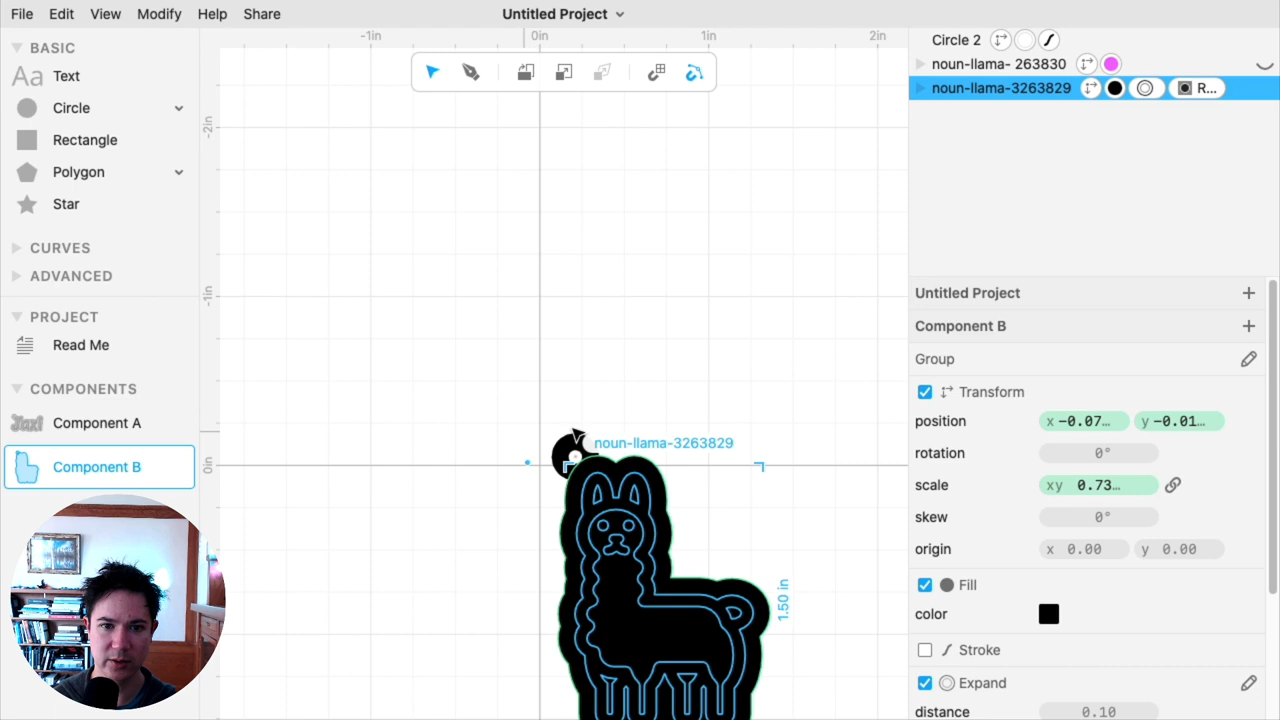 File Edit View Modify Help Share
Untitled Project
BASIC
Aa Text
Circle
Rectangle
Polygon
Star
CURVES
ADVANCED
PROJECT
Read Me
COMPONENTS
Taxi
Component A
Component B
-1in 0in 1in 2in
-2in
-1in
0in
noun-llama-3263829
1.50 in
Circle 2
noun-llama- 263830
noun-llama-3263829 R...
Untitled Project
Component B
Group
Transform
position x -0.07... y -0.01...
rotation 0°
scale xy 0.73...
skew 0°
origin x 0.00 y 0.00
Fill
color
Stroke
Expand
distance 0.10